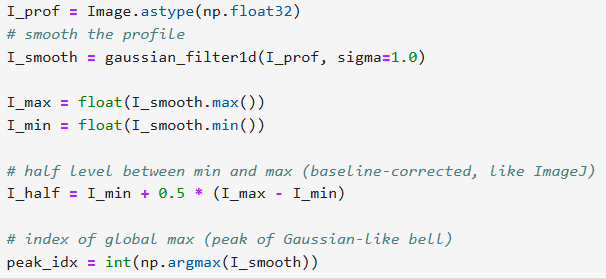 I_prof = Image.astype(np.float32)
# smooth the profile
I_smooth = gaussian_filter1d(I_prof, sigma=1.0)
I_max = float(I_smooth.max())
I_min = float(I_smooth.min())
# half level between min and max (baseline-corrected, like ImageJ)
I_half = I_min + 0.5 * (I_max - I_min)
# index of global max (peak of Gaussian-like bell)
peak_idx = int(np.argmax(I_smooth))